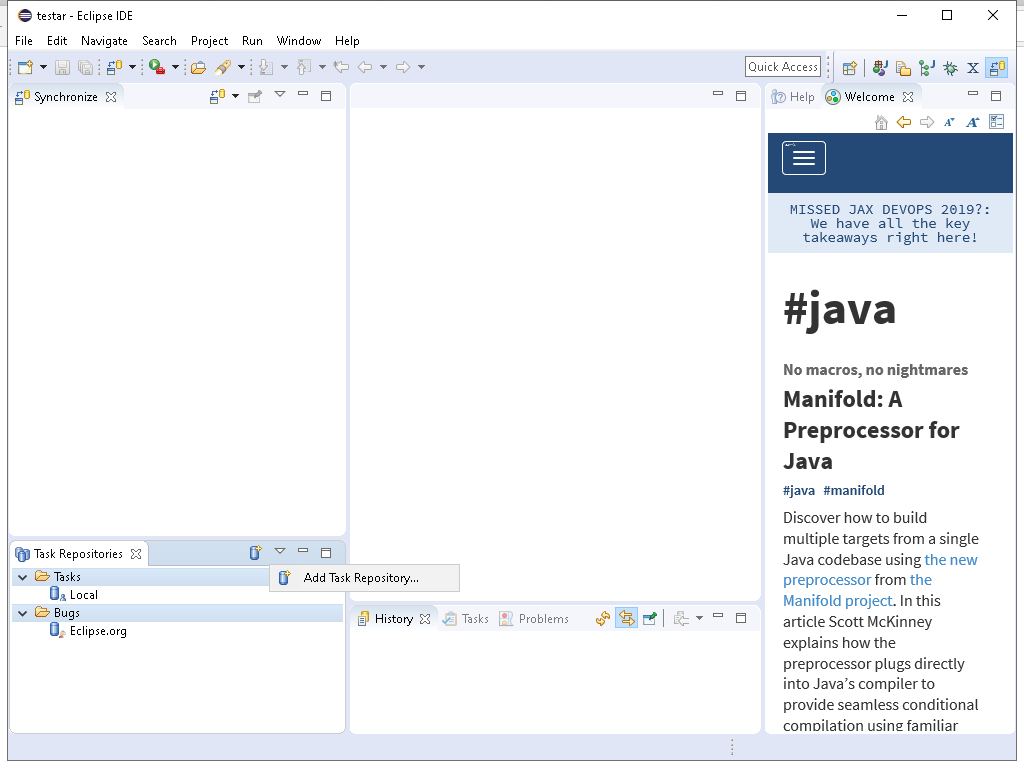 testar - Eclipse IDE
File Edit Navigate Search Project Run Window Help
Quick Access
Synchronize
Help Welcome
MISSED JAX DEVOPS 2019?:
We have all the key
takeaways right here!
#java
No macros, no nightmares
Manifold: A
Preprocessor for
Java
#java #manifold
Discover how to build
multiple targets from a single
Java codebase using the new
preprocessor from the
Manifold project. In this
article Scott McKinney
explains how the
preprocessor plugs directly
into Java’s compiler to
provide seamless conditional
compilation using familiar
Task Repositories
Tasks
Local
Bugs
Eclipse.org
Add Task Repository...
History Tasks Problems